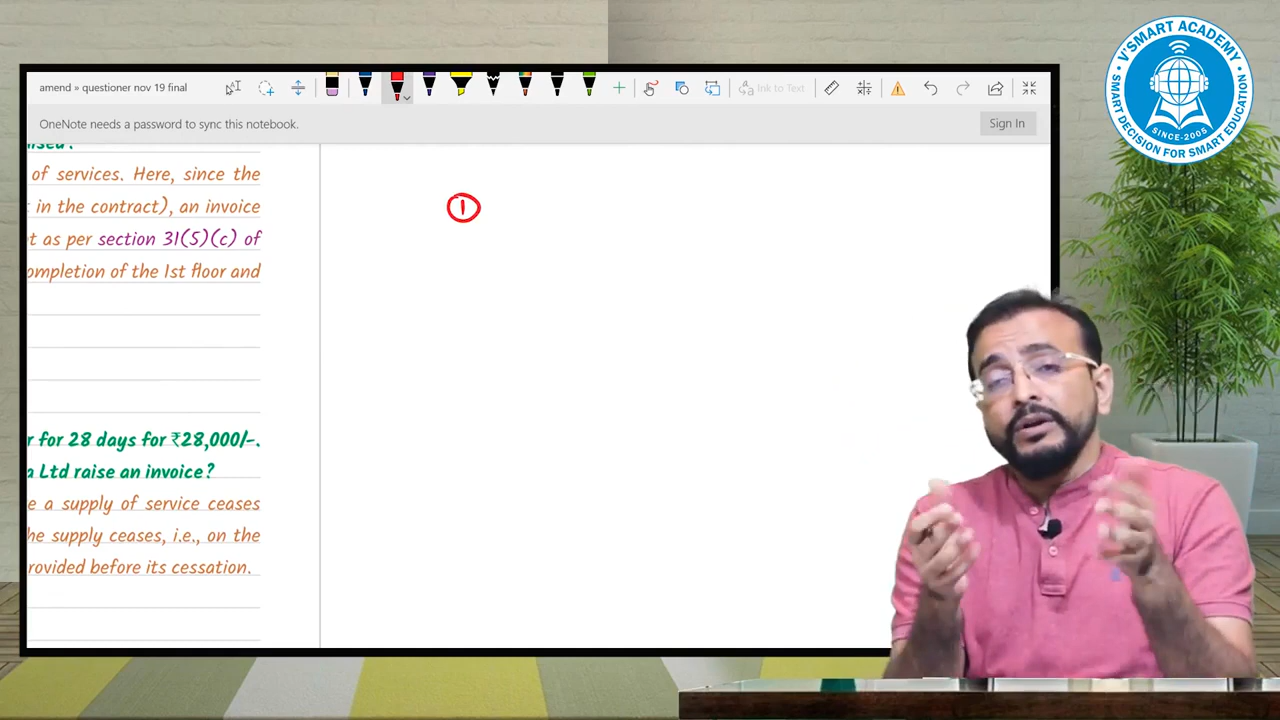 amend » questioner nov 19 final
Ink to Text
OneNote needs a password to sync this notebook.
Sign In
of services. Here, since the
in the contract), an invoice
as per section 31(5)(c) of
ompletion of the 1st floor and
r for 28 days for ₹28,000/-.
a Ltd raise an invoice?
e a supply of service ceases
he supply ceases, i.e., on the
rovided before its cessation.
1
V'SMART ACADEMY
SINCE-2005
SMART DECISION FOR SMART EDUCATION